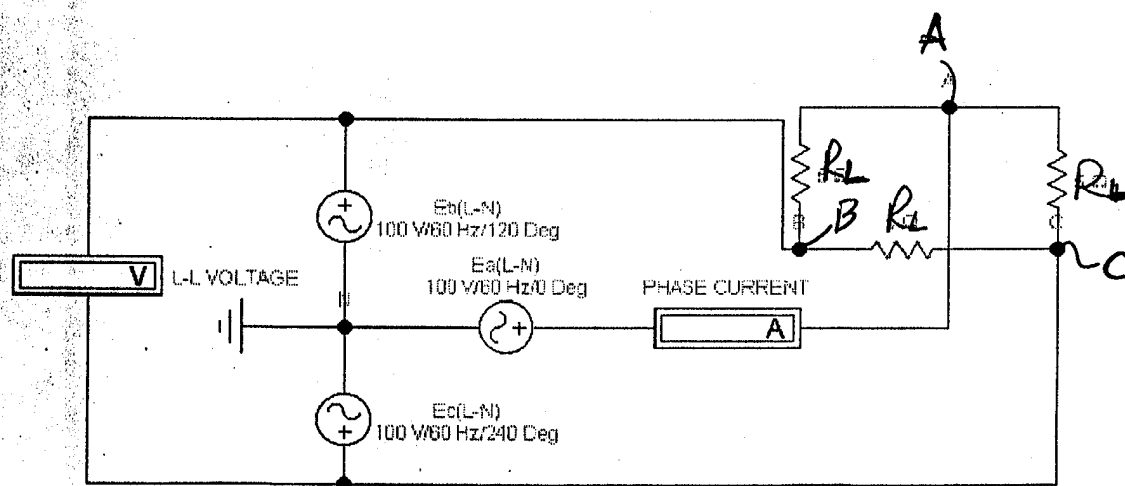 A
R_L
R_L
R_L
B
C
Eb(L-N)
100 V/60 Hz/120 Deg
Ea(L-N)
100 V/60 Hz/0 Deg
V
L-L VOLTAGE
N
PHASE CURRENT
A
Ec(L-N)
100 V/60 Hz/240 Deg